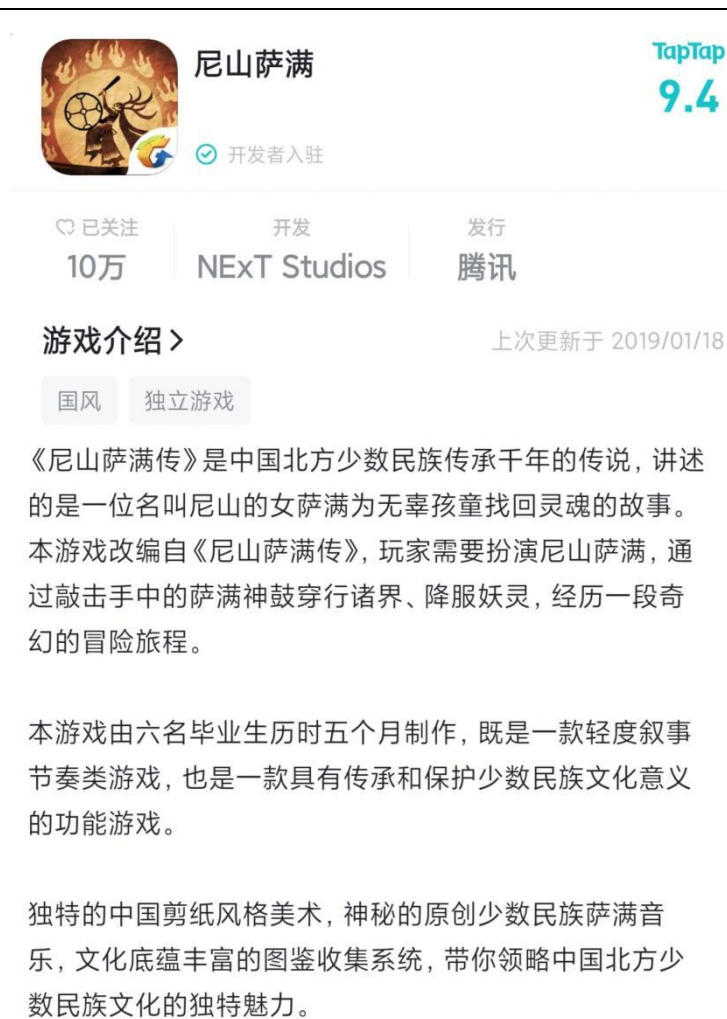 尼山萨满
TapTap
9.4
开发者入驻
已关注
开发
发行
10万
NExT Studios
腾讯
游戏介绍
上次更新于 2019/01/18
国风
独立游戏
《尼山萨满传》是中国北方少数民族传承千年的传说，讲述
的是一位名叫尼山的女萨满为无辜孩童找回灵魂的故事。
本游戏改编自《尼山萨满传》，玩家需要扮演尼山萨满，通
过敲击手中的萨满神鼓穿行诸界、降服妖灵，经历一段奇
幻的冒险旅程。
本游戏由六名毕业生历时五个月制作，既是一款轻度叙事
节奏类游戏，也是一款具有传承和保护少数民族文化意义
的功能游戏。
独特的中国剪纸风格美术，神秘的原创少数民族萨满音
乐，文化底蕴丰富的图鉴收集系统，带你领略中国北方少
数民族文化的独特魅力。